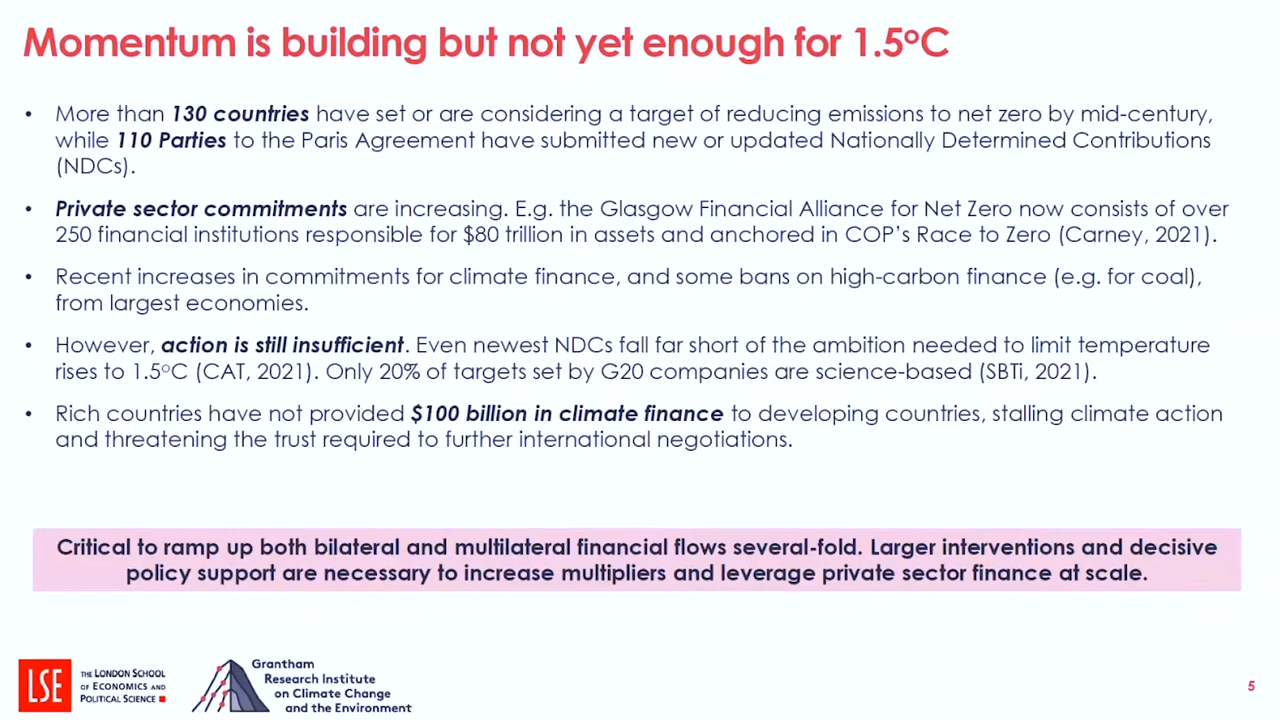 Momentum is building but not yet enough for 1.5°C
• More than 130 countries have set or are considering a target of reducing emissions to net zero by mid-century,
while 110 Parties to the Paris Agreement have submitted new or updated Nationally Determined Contributions
(NDCs).
• Private sector commitments are increasing. E.g. the Glasgow Financial Alliance for Net Zero now consists of over
250 financial institutions responsible for $80 trillion in assets and anchored in COP's Race to Zero (Carney, 2021).
• Recent increases in commitments for climate finance, and some bans on high-carbon finance (e.g. for coal),
from largest economies.
• However, action is still insufficient. Even newest NDCs fall far short of the ambition needed to limit temperature
rises to 1.5°C (CAT, 2021). Only 20% of targets set by G20 companies are science-based (SBTi, 2021).
• Rich countries have not provided $100 billion in climate finance to developing countries, stalling climate action
and threatening the trust required to further international negotiations.
Critical to ramp up both bilateral and multilateral financial flows several-fold. Larger interventions and decisive
policy support are necessary to increase multipliers and leverage private sector finance at scale.
LSE
THE LONDON SCHOOL
OF ECONOMICS AND
POLITICAL SCIENCE
Grantham
Research Institute
on Climate Change
and the Environment
5